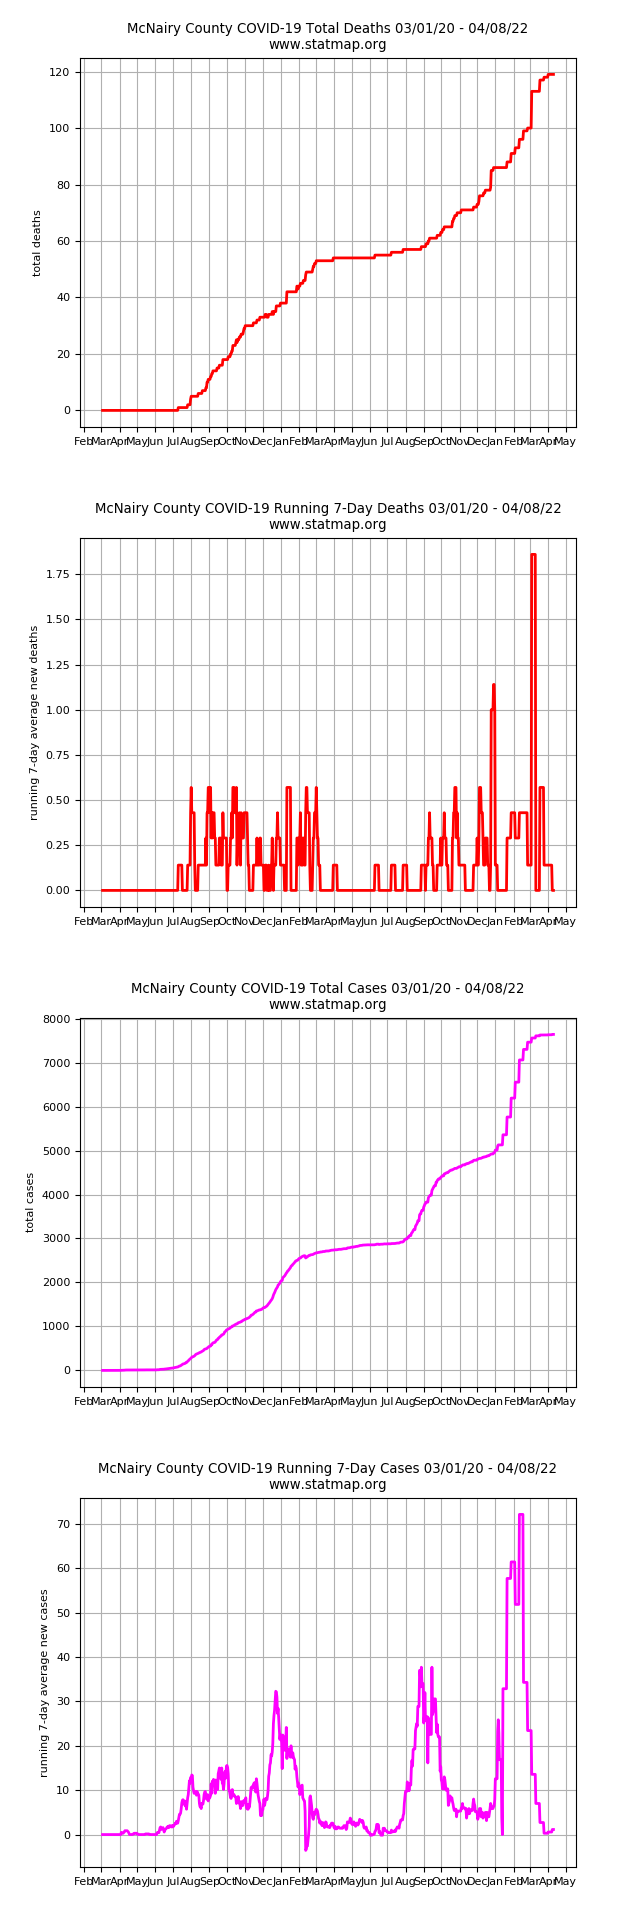 McNairy County COVID-19 Total Deaths 03/01/20 - 04/08/22
www.statmap.org
120
100
80
60
40
20
0
total deaths
Feb Mar Apr May Jun Jul Aug Sep Oct Nov Dec Jan Feb Mar Apr May Jun Jul Aug Sep Oct Nov Dec Jan Feb Mar Apr May
McNairy County COVID-19 Running 7-Day Deaths 03/01/20 - 04/08/22
www.statmap.org
1.75
1.50
1.25
1.00
0.75
0.50
0.25
0.00
running 7-day average new deaths
Feb Mar Apr May Jun Jul Aug Sep Oct Nov Dec Jan Feb Mar Apr May Jun Jul Aug Sep Oct Nov Dec Jan Feb Mar Apr May
McNairy County COVID-19 Total Cases 03/01/20 - 04/08/22
www.statmap.org
8000
7000
6000
5000
4000
3000
2000
1000
0
total cases
Feb Mar Apr May Jun Jul Aug Sep Oct Nov Dec Jan Feb Mar Apr May Jun Jul Aug Sep Oct Nov Dec Jan Feb Mar Apr May
McNairy County COVID-19 Running 7-Day Cases 03/01/20 - 04/08/22
www.statmap.org
70
60
50
40
30
20
10
0
running 7-day average new cases
Feb Mar Apr May Jun Jul Aug Sep Oct Nov Dec Jan Feb Mar Apr May Jun Jul Aug Sep Oct Nov Dec Jan Feb Mar Apr May